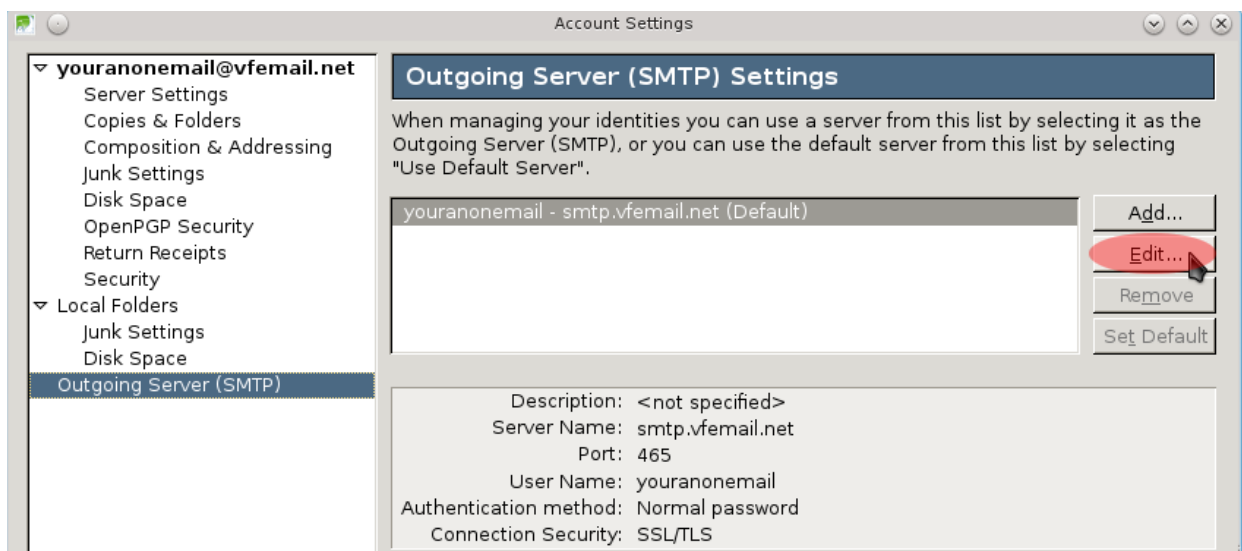 Account Settings
youranonemail@vfemail.net
Server Settings
Copies & Folders
Composition & Addressing
Junk Settings
Disk Space
OpenPGP Security
Return Receipts
Security
Local Folders
Junk Settings
Disk Space
Outgoing Server (SMTP)
Outgoing Server (SMTP) Settings
When managing your identities you can use a server from this list by selecting it as the
Outgoing Server (SMTP), or you can use the default server from this list by selecting
"Use Default Server".
youranonemail - smtp.vfemail.net (Default)
Add...
Edit...
Remove
Set Default
Description: <not specified>
Server Name: smtp.vfemail.net
Port: 465
User Name: youranonemail
Authentication method: Normal password
Connection Security: SSL/TLS